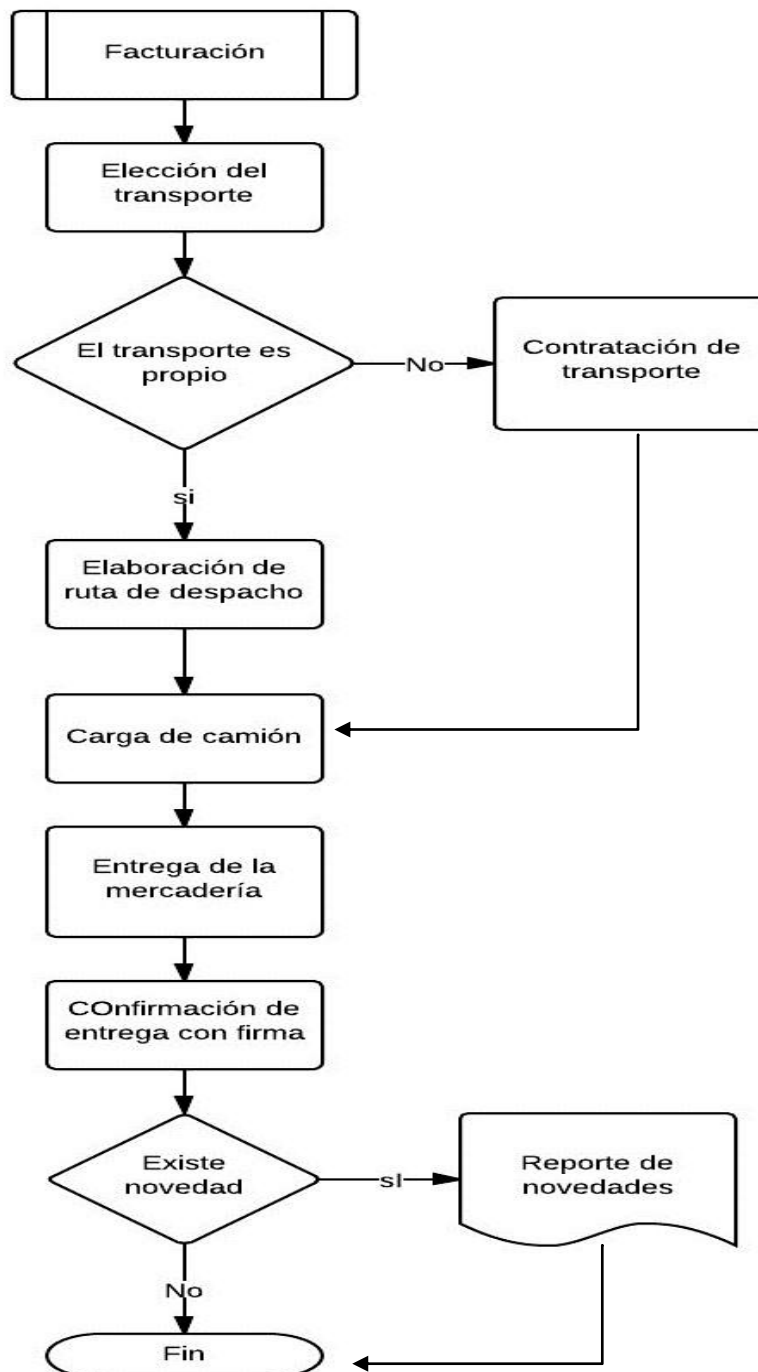 Facturación
Elección del
transporte
El transporte es
propio
No
Contratación de
transporte
si
Elaboración de
ruta de despacho
Carga de camión
Entrega de la
mercadería
COnfirmación de
entrega con firma
Existe
novedad
sI
Reporte de
novedades
No
Fin